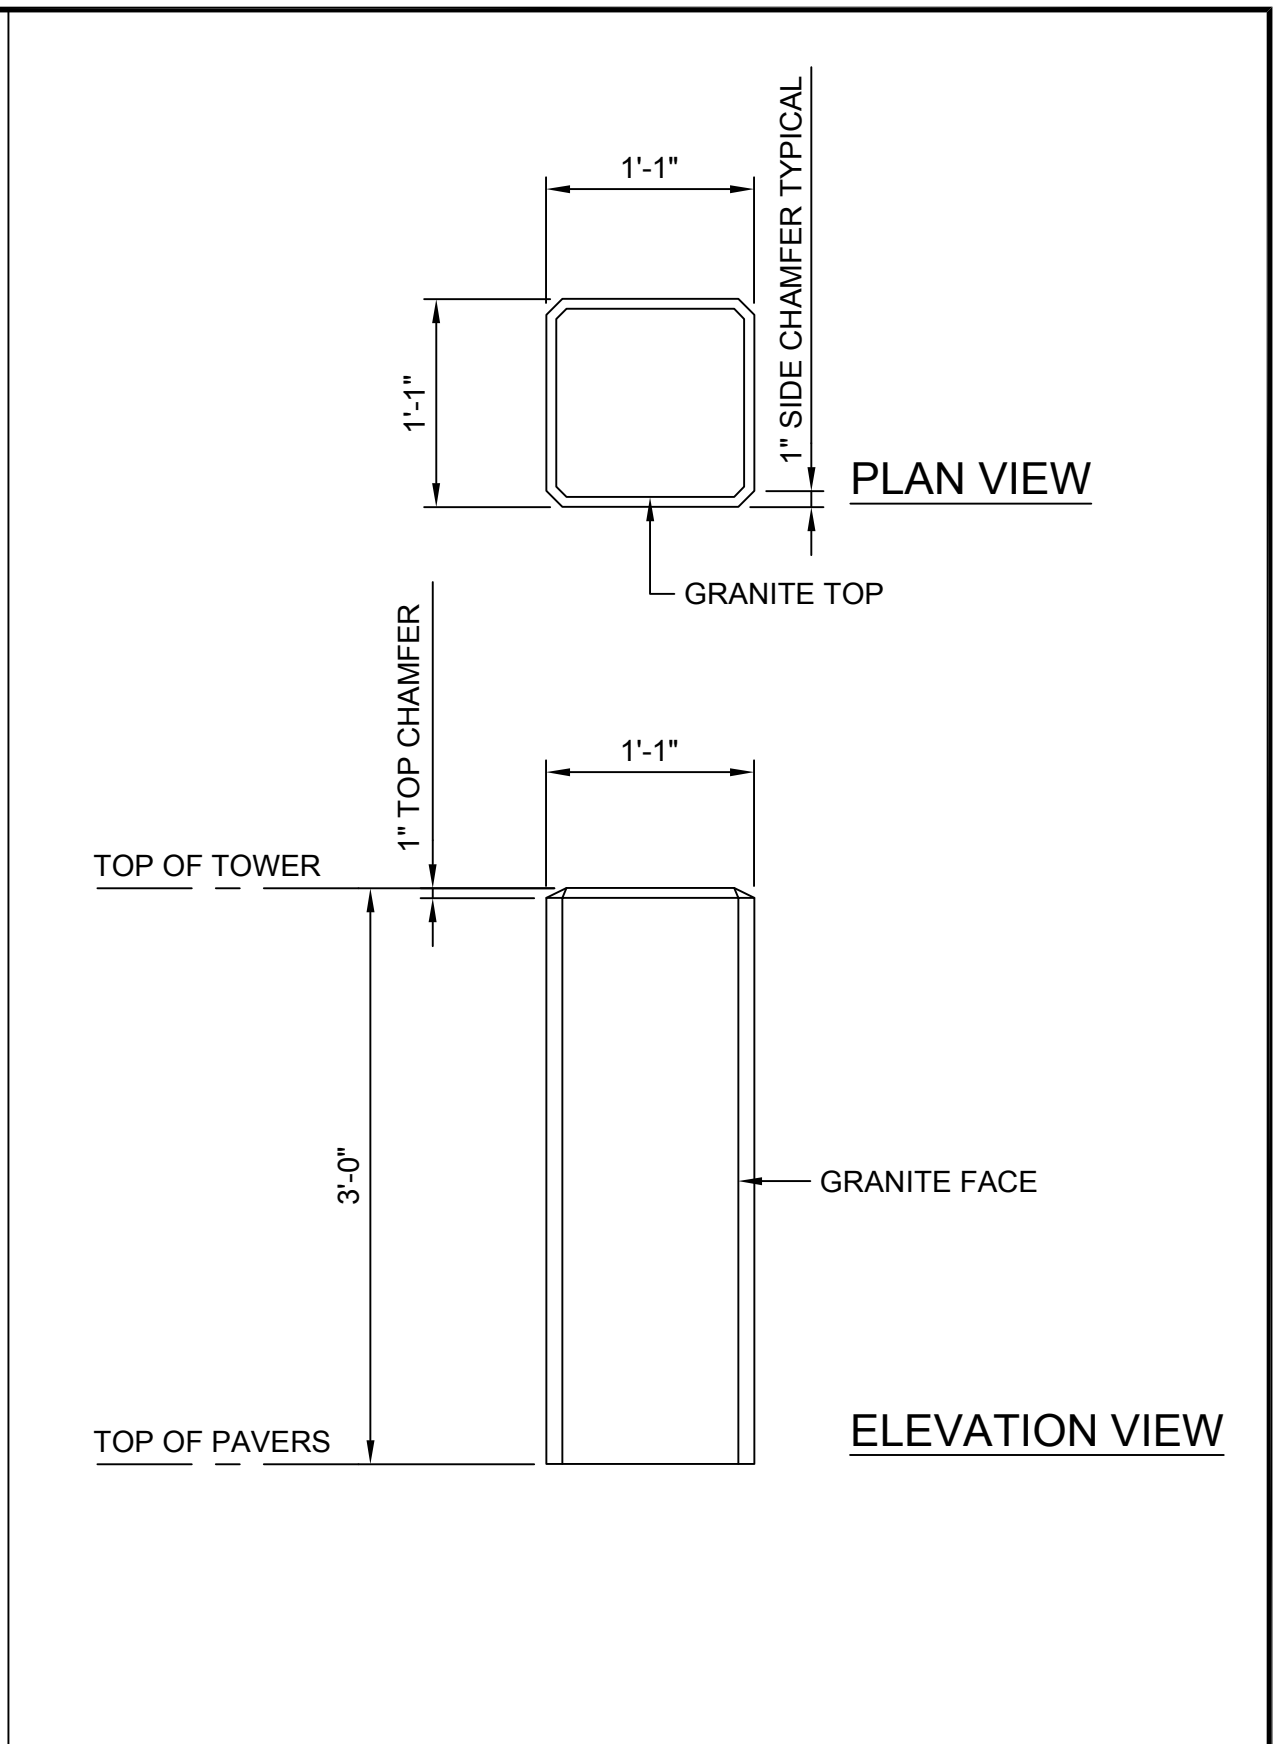 1'-1"
1" SIDE CHAMFER TYPICAL
1'-1"
PLAN VIEW
GRANITE TOP
1" TOP CHAMFER
1'-1"
TOP OF TOWER
3'-0"
GRANITE FACE
TOP OF PAVERS
ELEVATION VIEW